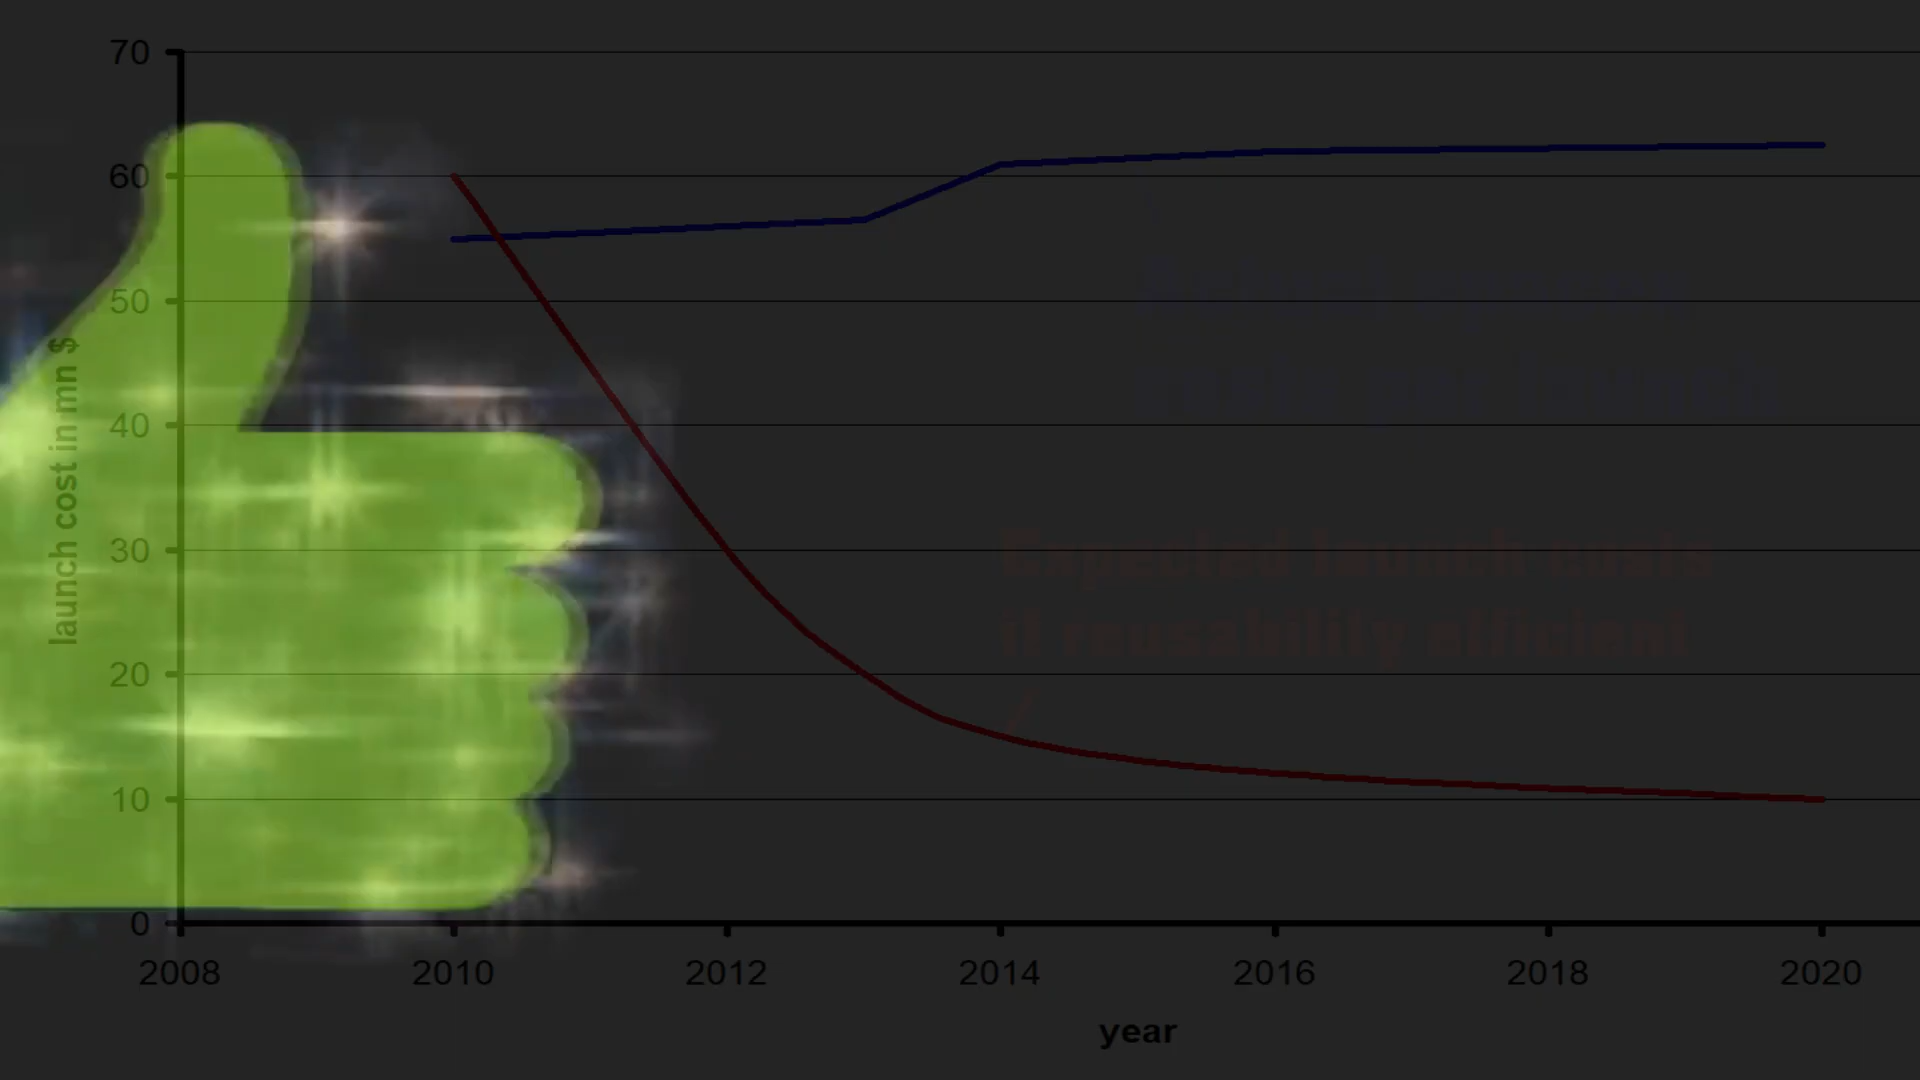 70
60
50
40
30
20
10
0
launch cost in mn $
2008 2010 2012 2014 2016 2018 2020
year
Expected launch costs
if reusability efficient